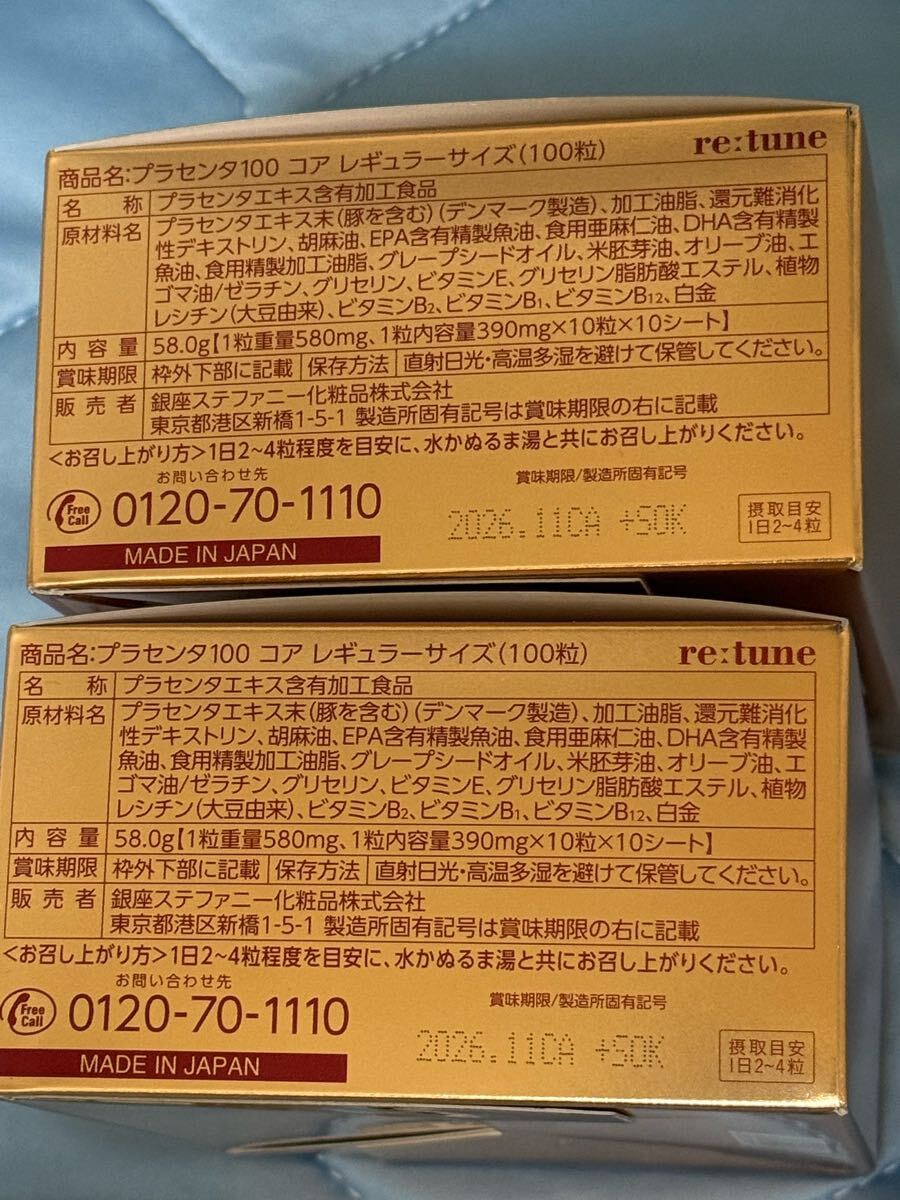 商品名:プラセンタ100 コア レギュラーサイズ(100粒)
re:tune
名 称 プラセンタエキス含有加工食品
原材料名 プラセンタエキス末(豚を含む)(デンマーク製造)、加工油脂、還元難消化
性デキストリン、胡麻油、EPA含有精製魚油、食用亜麻仁油、DHA含有精製
魚油、食用精製加工油脂、グレープシードオイル、米胚芽油、オリーブ油、エ
ゴマ油/ゼラチン、グリセリン、ビタミンE、グリセリン脂肪酸エステル、植物
レシチン(大豆由来)、ビタミンB2、ビタミンB1、ビタミンB12、白金
内容量 58.0g【1粒重量580mg、1粒内容量390mg×10粒×10シート】
賞味期限 枠外下部に記載 保存方法 直射日光・高温多湿を避けて保管してください。
販売者 銀座ステファニー化粧品株式会社
東京都港区新橋1-5-1 製造所固有記号は賞味期限の右に記載
<お召し上がり方>1日2~4粒程度を目安に、水かぬるま湯と共にお召し上がりください。
お問い合わせ先
Free Call 0120-70-1110
MADE IN JAPAN
賞味期限/製造所固有記号
2026.11CA +SOK
摂取目安
1日2~4粒
商品名:プラセンタ100 コア レギュラーサイズ(100粒)
re:tune
名 称 プラセンタエキス含有加工食品
原材料名 プラセンタエキス末(豚を含む)(デンマーク製造)、加工油脂、還元難消化
性デキストリン、胡麻油、EPA含有精製魚油、食用亜麻仁油、DHA含有精製
魚油、食用精製加工油脂、グレープシードオイル、米胚芽油、オリーブ油、エ
ゴマ油/ゼラチン、グリセリン、ビタミンE、グリセリン脂肪酸エステル、植物
レシチン(大豆由来)、ビタミンB2、ビタミンB1、ビタミンB12、白金
内容量 58.0g【1粒重量580mg、1粒内容量390mg×10粒×10シート】
賞味期限 枠外下部に記載 保存方法 直射日光・高温多湿を避けて保管してください。
販売者 銀座ステファニー化粧品株式会社
東京都港区新橋1-5-1 製造所固有記号は賞味期限の右に記載
<お召し上がり方>1日2~4粒程度を目安に、水かぬるま湯と共にお召し上がりください。
お問い合わせ先
Free Call 0120-70-1110
MADE IN JAPAN
賞味期限/製造所固有記号
2026.11CA +SOK
摂取目安
1日2~4粒